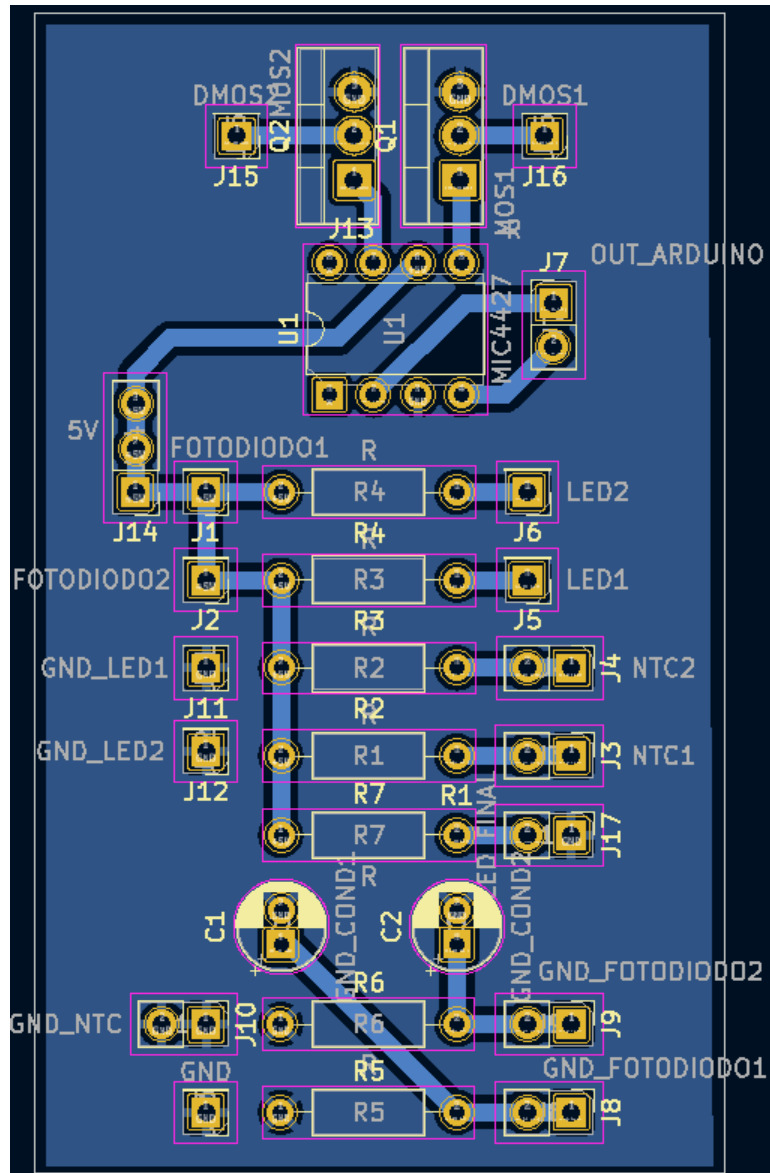 DMOS2
MOS2
Q2
Q1
DMOS1
J15
J16
J13
MOS1
OUT_ARDUINO
J7
U1
U1
MIC4427
5V
FOTODIODO1
R
R4
LED2
J14
J1
R4
J6
R
FOTODIODO2
R3
LED1
J2
R3
J5
R
GND_LED1
R2
J4
NTC2
J11
R2
R
GND_LED2
R1
J3
NTC1
J12
R7
R1
R7
J17
LED_FINAL
R
C1
C2
GND_COND2
+
+
R6
GND_FOTODIODO2
GND_NTC
J10
R6
J9
GND
R
R5
GND_FOTODIODO1
R5
J8